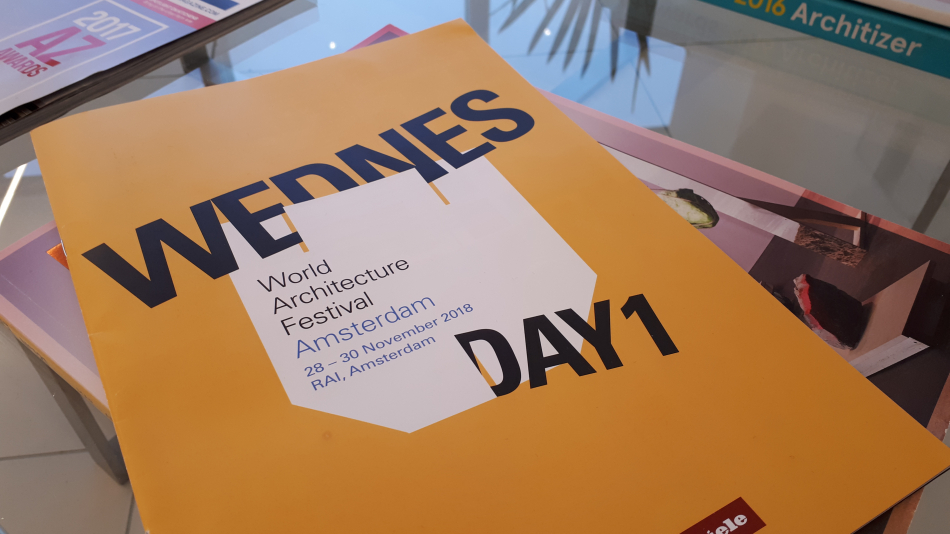 2017
AZ
AWARDS
2016 Architizer
WEDNES
World
Architecture
Festival
Amsterdam
28 – 30 November 2018
RAI, Amsterdam
DAY1